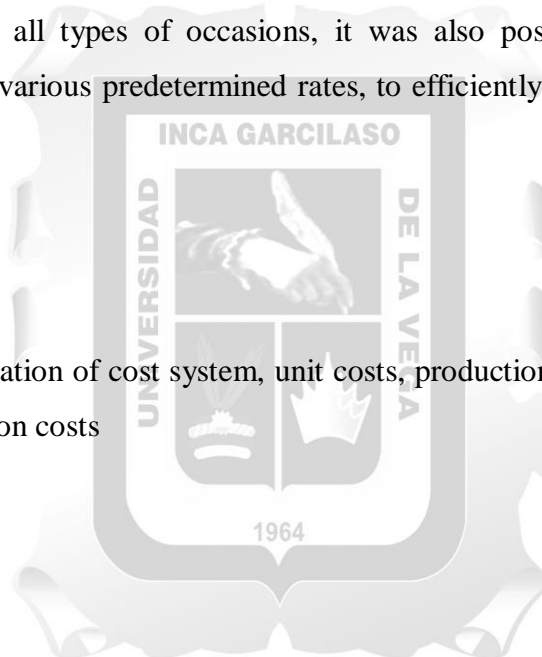 all types of occasions, it was also pos
various predetermined rates, to efficiently
INCA GARCILASO
UNIVERSIDAD
DE LA VEGA
ation of cost system, unit costs, production
on costs
1964